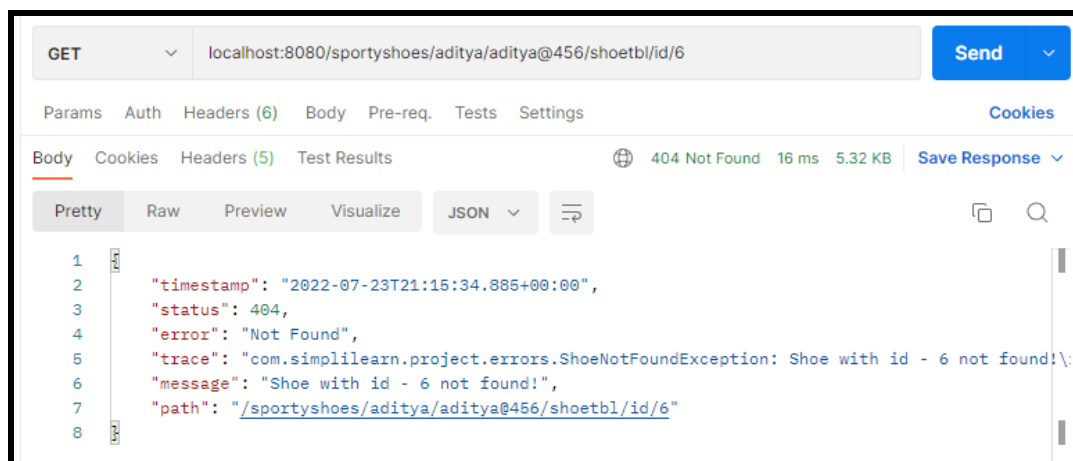 GET localhost:8080/sportyshoes/aditya/aditya@456/shoetbl/id/6 Send
Params Auth Headers (6) Body Pre-req. Tests Settings Cookies
Body Cookies Headers (5) Test Results 404 Not Found 16 ms 5.32 KB Save Response
Pretty Raw Preview Visualize JSON
1 {
2 "timestamp": "2022-07-23T21:15:34.885+00:00",
3 "status": 404,
4 "error": "Not Found",
5 "trace": "com.simplilearn.project.errors.ShoeNotFoundException: Shoe with id - 6 not found!\
6 "message": "Shoe with id - 6 not found!",
7 "path": "/sportyshoes/aditya/aditya@456/shoetbl/id/6"
8 }